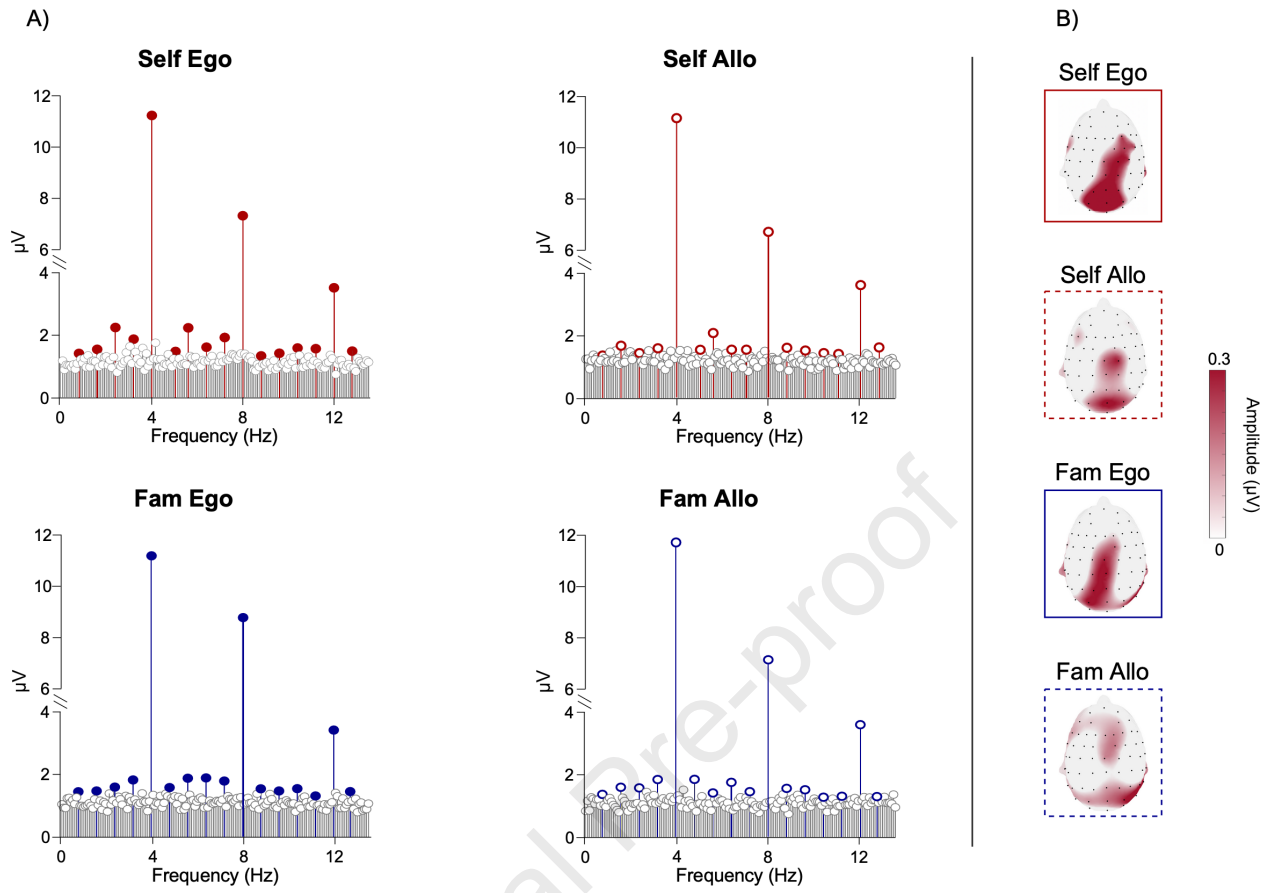 A)
B)
Self Ego
Self Allo
12
10
8
6
4
2
0
µV
0 4 8 12
Frequency (Hz)
12
10
8
6
4
2
0
µV
0 4 8 12
Frequency (Hz)
Fam Ego
Fam Allo
12
10
8
6
4
2
0
µV
0 4 8 12
Frequency (Hz)
12
10
8
6
4
2
0
µV
0 4 8 12
Frequency (Hz)
Self Ego
Self Allo
Fam Ego
Fam Allo
0.3
0
Amplitude (µV)
al Pre-proof